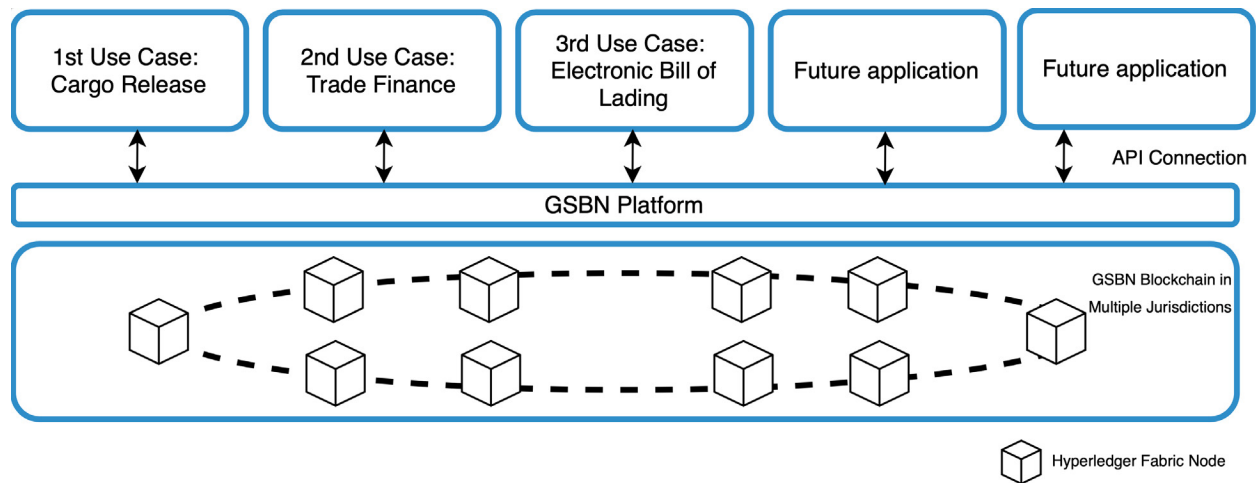 1st Use Case:
Cargo Release
2nd Use Case:
Trade Finance
3rd Use Case:
Electronic Bill of
Lading
Future application
Future application
API Connection
GSBN Platform
GSBN Blockchain in
Multiple Jurisdictions
Hyperledger Fabric Node